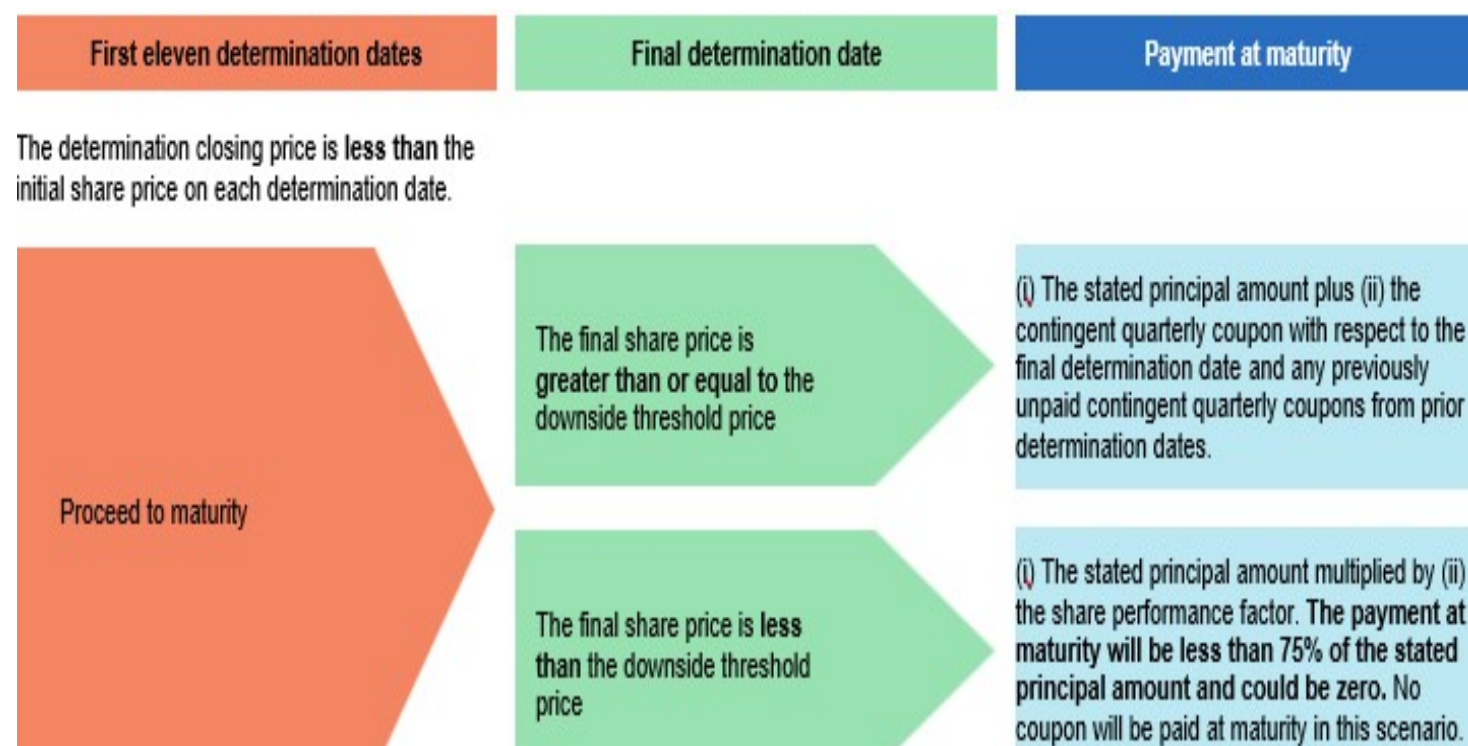 First eleven determination dates
Final determination date
Payment at maturity
The determination closing price is less than the
initial share price on each determination date.
Proceed to maturity
The final share price is
greater than or equal to the
downside threshold price
(i) The stated principal amount plus (ii) the
contingent quarterly coupon with respect to the
final determination date and any previously
unpaid contingent quarterly coupons from prior
determination dates.
The final share price is less
than the downside threshold
price
(i) The stated principal amount multiplied by (ii)
the share performance factor. The payment at
maturity will be less than 75% of the stated
principal amount and could be zero. No
coupon will be paid at maturity in this scenario.